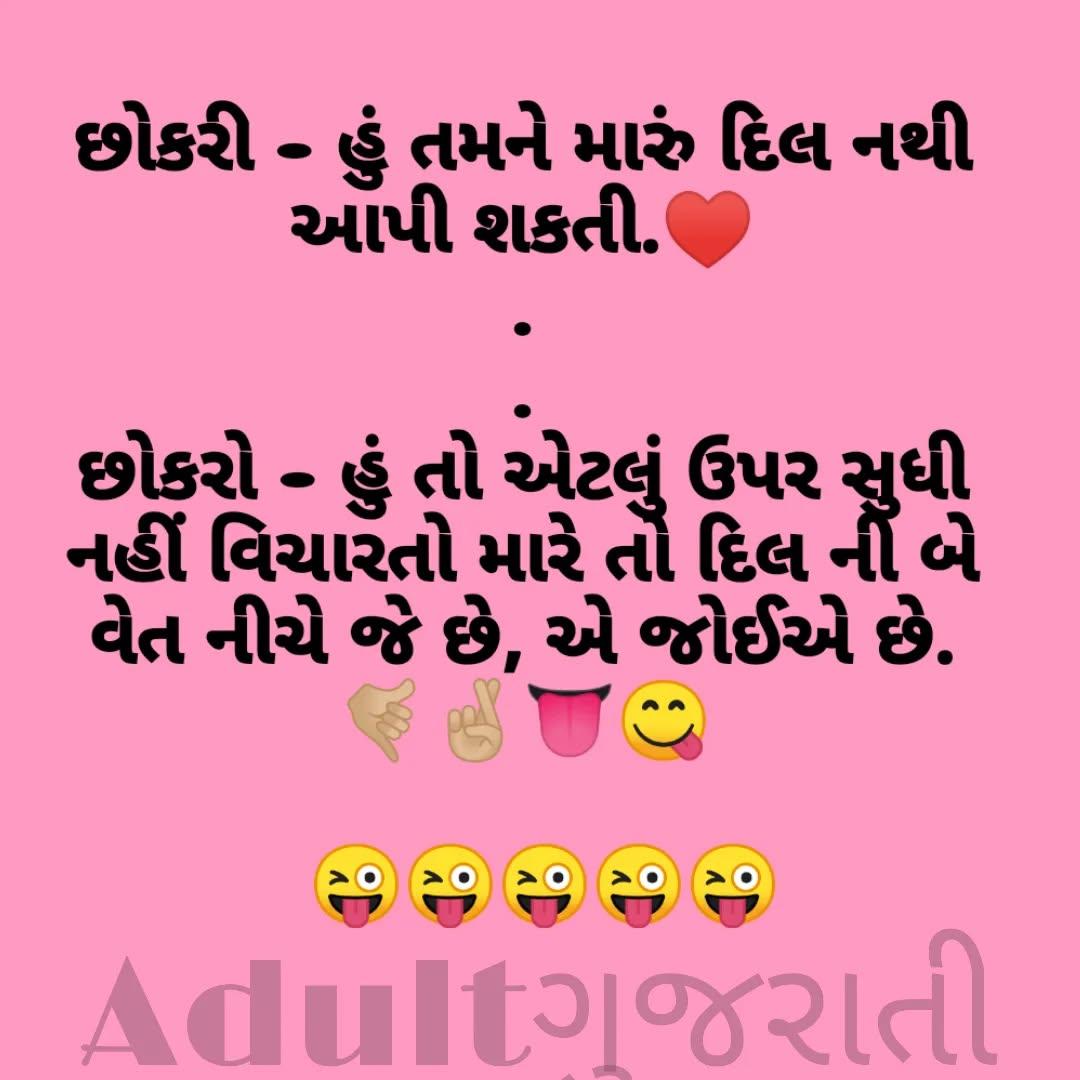 છોકરી - હું તમને મારું દિલ નથી
આપી શકતી.❤️
.
.
છોકરો - હું તો એટલું ઉપર સુધી
નહીં વિચારતો મારે તો દિલ ની બે
વેત નીચે જે છે, એ જોઈએ છે.
🤙🏼🤞🏼👅😋
😜😜😜😜😜
Adultગુજરાતી